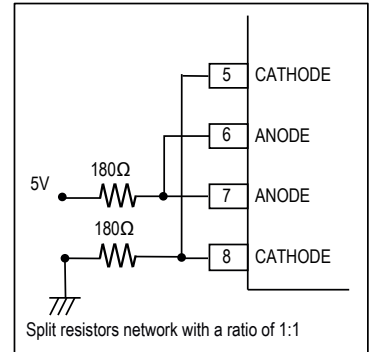 5 CATHODE
6 ANODE
180Ω
5V
7 ANODE
180Ω
8 CATHODE
Split resistors network with a ratio of 1:1